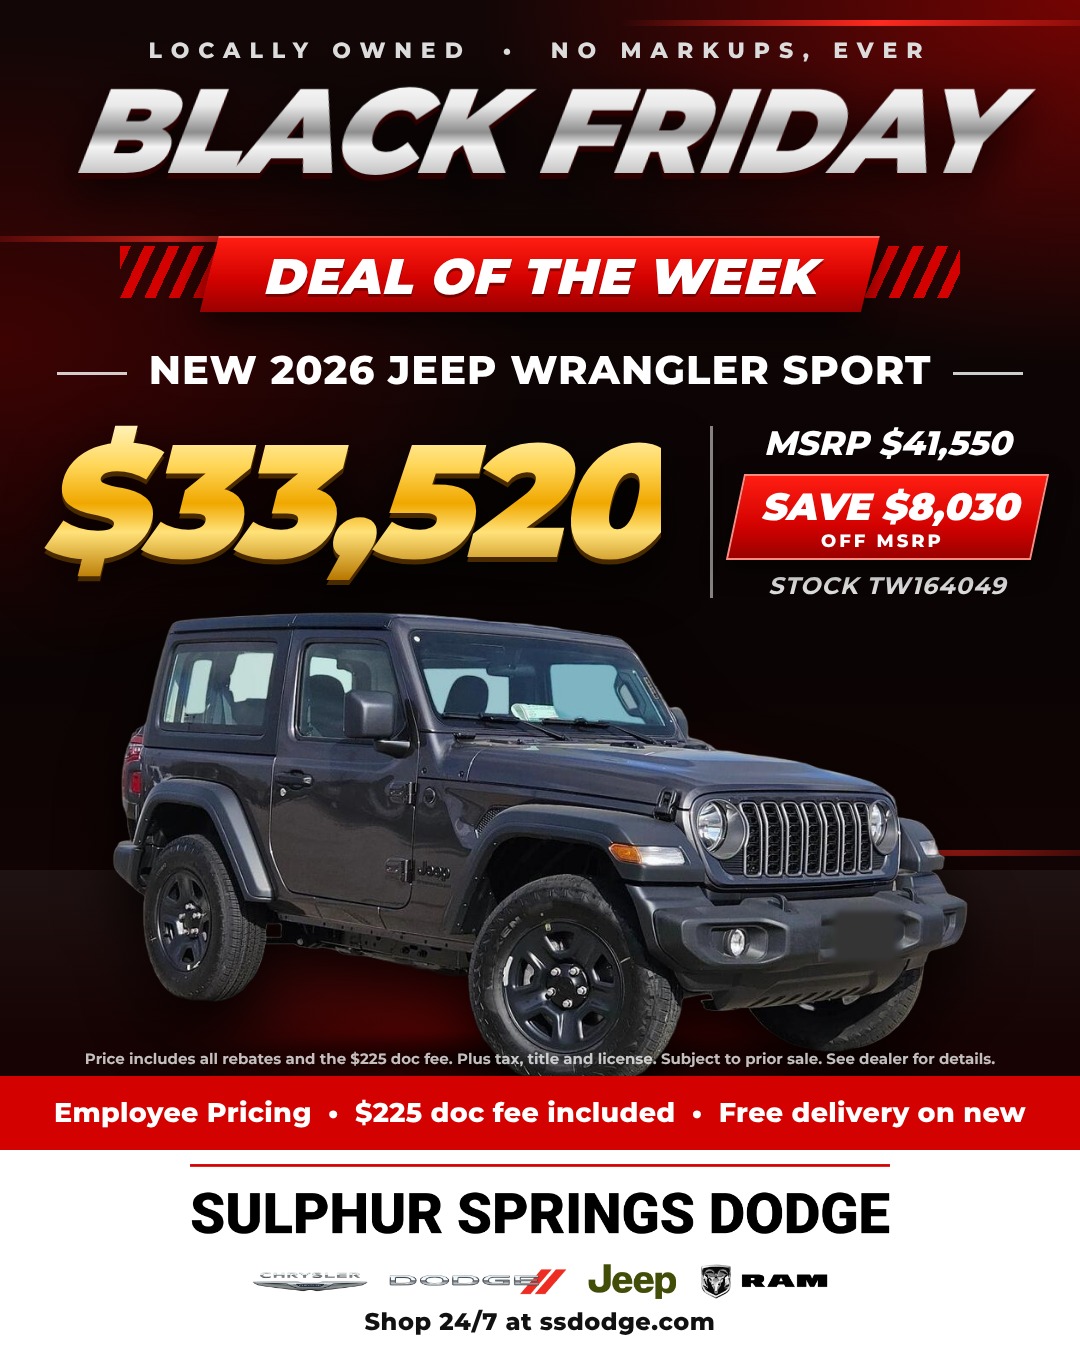 LOCALLY OWNED • NO MARKUPS, EVER
BLACK FRIDAY
DEAL OF THE WEEK
NEW 2026 JEEP WRANGLER SPORT
$33,520
MSRP $41,550
SAVE $8,030
OFF MSRP
STOCK TW164049
Jeep
Price includes all rebates and the $225 doc fee. Plus tax, title and license. Subject to prior sale. See dealer for details.
Employee Pricing • $225 doc fee included • Free delivery on new
SULPHUR SPRINGS DODGE
CHRYSLER DODGE Jeep RAM
Shop 24/7 at ssdodge.com